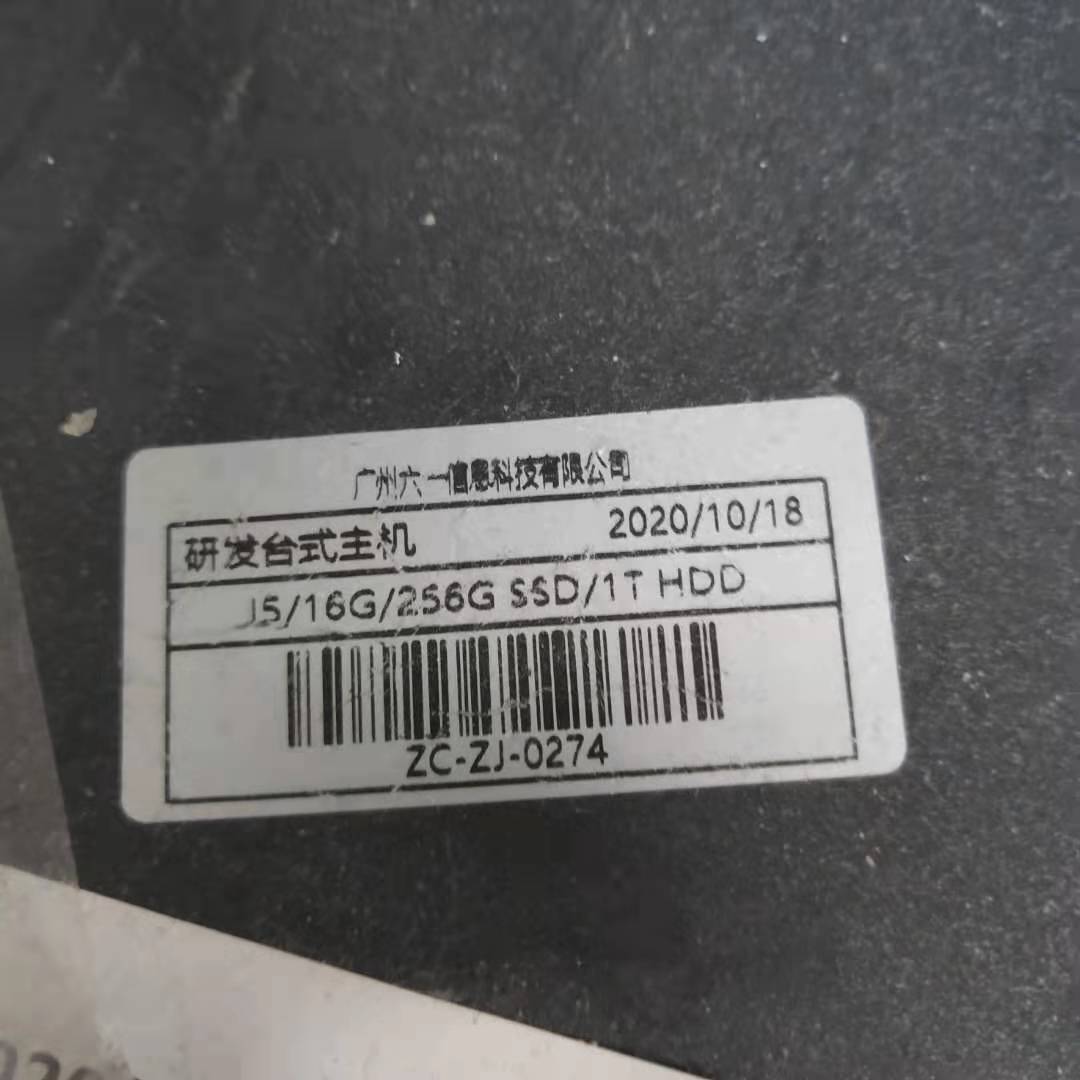 广州六一信息科技有限公司
研发台式主机 2020/10/18
J5/16G/256G SSD/1T HDD
ZC-ZJ-0274